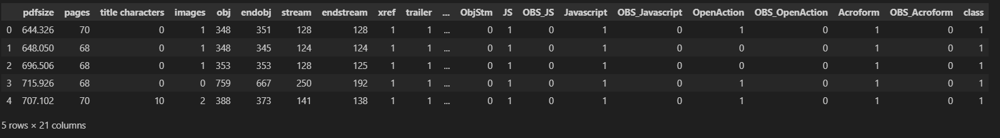 pdfsize pages title characters images obj endobj stream endstream xref trailer ... ObjStm JS OBS_JS Javascript OBS_Javascript OpenAction OBS_OpenAction Acroform OBS_Acroform class
0 644.326 70 0 1 348 351 128 128 1 1 ... 0 1 0 1 0 1 0 1 0 1
1 648.050 68 0 1 348 345 124 124 1 1 ... 0 1 0 1 0 0 0 1 0 1
2 696.506 68 0 1 353 353 128 125 1 1 ... 0 1 0 1 0 0 0 1 0 1
3 715.926 68 0 0 759 667 250 192 1 1 ... 0 1 0 1 0 1 0 1 0 1
4 707.102 70 10 2 388 373 141 138 1 1 ... 0 1 0 1 0 1 0 1 0 1
5 rows × 21 columns